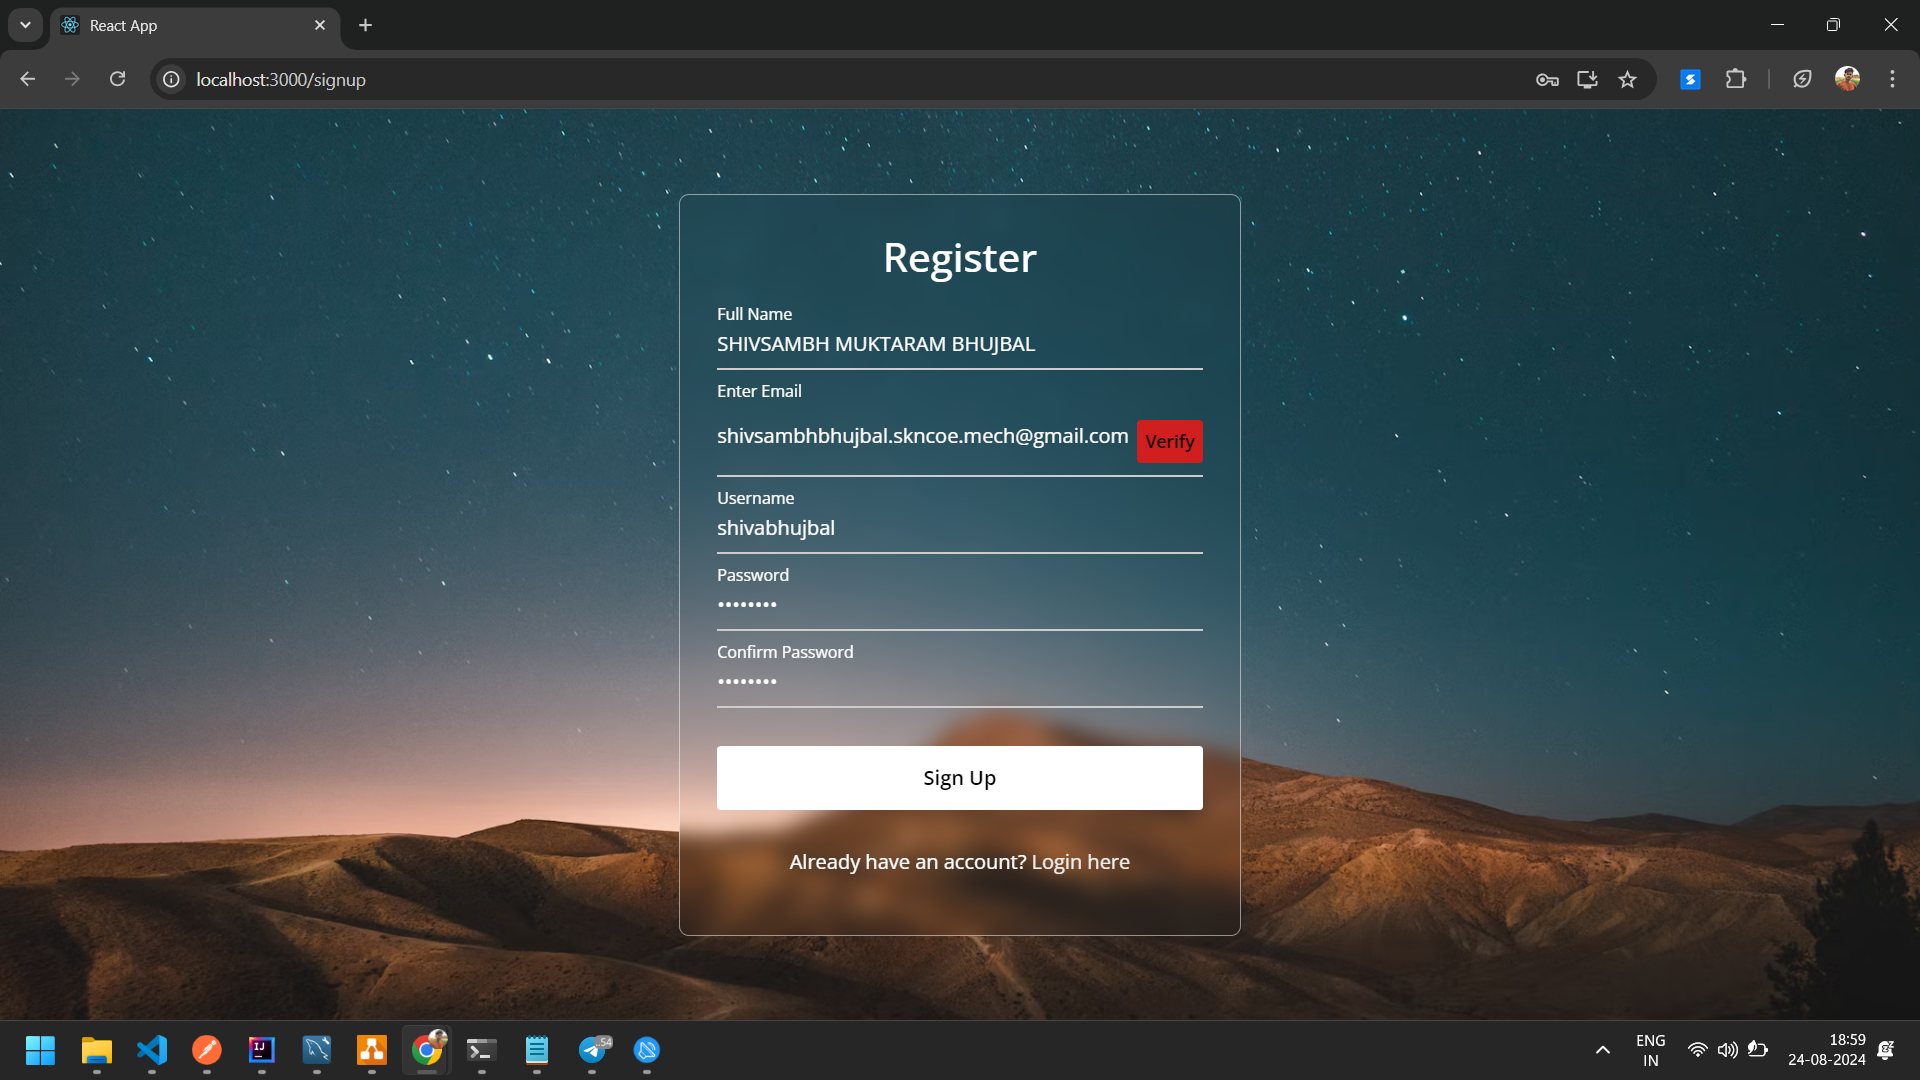 React App
localhost:3000/signup
Register
Full Name
SHIVSAMBH MUKTARAM BHUJBAL
Enter Email
shivsambhbhujbal.skncoe.mech@gmail.com Verify
Username
shivabhujbal
Password
••••••••
Confirm Password
••••••••
Sign Up
Already have an account? Login here
IJ
54
ENG
IN
18:59
24-08-2024